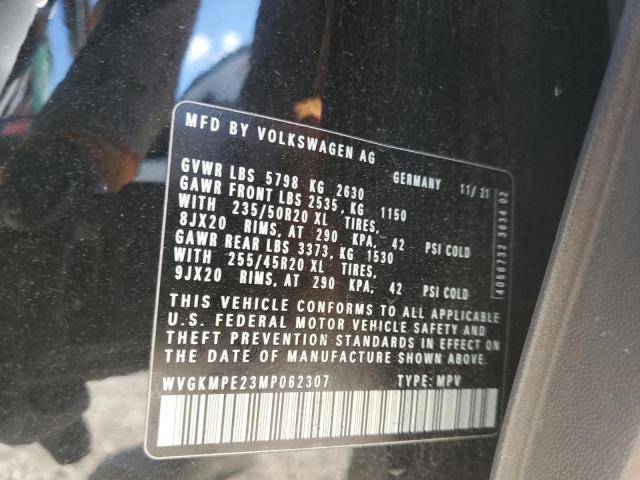 MFD BY VOLKSWAGEN AG
GERMANY 11/21
GVWR LBS 5798 KG 2630
GAWR FRONT LBS 2535, KG 1150
WITH 235/50R20 XL TIRES,
8JX20 RIMS, AT 290 KPA, 42 PSI COLD
GAWR REAR LBS 3373, KG 1530
WITH 255/45R20 XL TIRES,
9JX20 RIMS, AT 290 KPA, 42 PSI COLD
THIS VEHICLE CONFORMS TO ALL APPLICABLE
U.S. FEDERAL MOTOR VEHICLE SAFETY AND
THEFT PREVENTION STANDARDS IN EFFECT ON
THE DATE OF MANUFACTURE SHOWN ABOVE.
WVGKMPE23MP062307 TYPE: MPV
4056732 3634 02